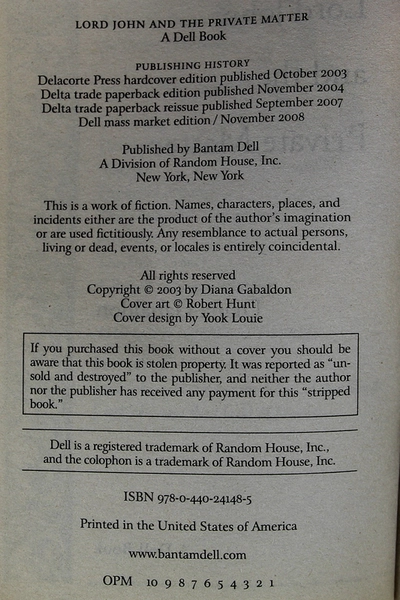 LORD JOHN AND THE PRIVATE MATTER
A Dell Book
PUBLISHING HISTORY
Delacorte Press hardcover edition published October 2003
Delta trade paperback edition published November 2004
Delta trade paperback reissue published September 2007
Dell mass market edition / November 2008
Published by Bantam Dell
A Division of Random House, Inc.
New York, New York
This is a work of fiction. Names, characters, places, and
incidents either are the product of the author's imagination
or are used fictitiously. Any resemblance to actual persons,
living or dead, events, or locales is entirely coincidental.
All rights reserved
Copyright © 2003 by Diana Gabaldon
Cover art © Robert Hunt
Cover design by Yook Louie
If you purchased this book without a cover you should be
aware that this book is stolen property. It was reported as "un-
sold and destroyed" to the publisher, and neither the author
nor the publisher has received any payment for this "stripped
book."
Dell is a registered trademark of Random House, Inc.,
and the colophon is a trademark of Random House, Inc.
ISBN 978-0-440-24148-5
Printed in the United States of America
www.bantamdell.com
OPM 10 9 8 7 6 5 4 3 2 1